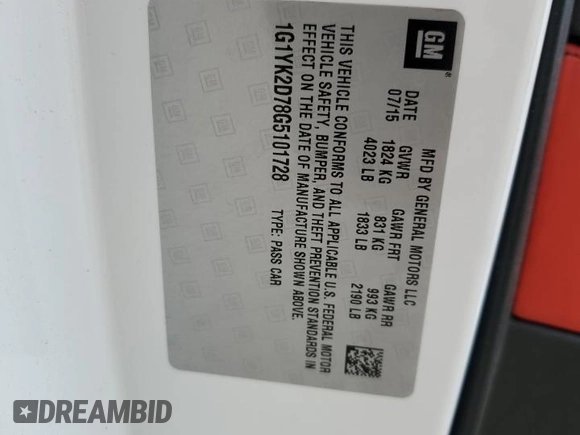 GM
®
MFD BY GENERAL MOTORS LLC
DATE GVWR GAWR FRT GAWR RR
07/15 1824 KG 831 KG 993 KG
4023 LB 1833 LB 2190 LB
THIS VEHICLE CONFORMS TO ALL APPLICABLE U.S. FEDERAL MOTOR
VEHICLE SAFETY, BUMPER, AND THEFT PREVENTION STANDARDS IN
EFFECT ON THE DATE OF MANUFACTURE SHOWN ABOVE.
1G1YK2D78G5101728 TYPE: PASS CAR
DREAMBID